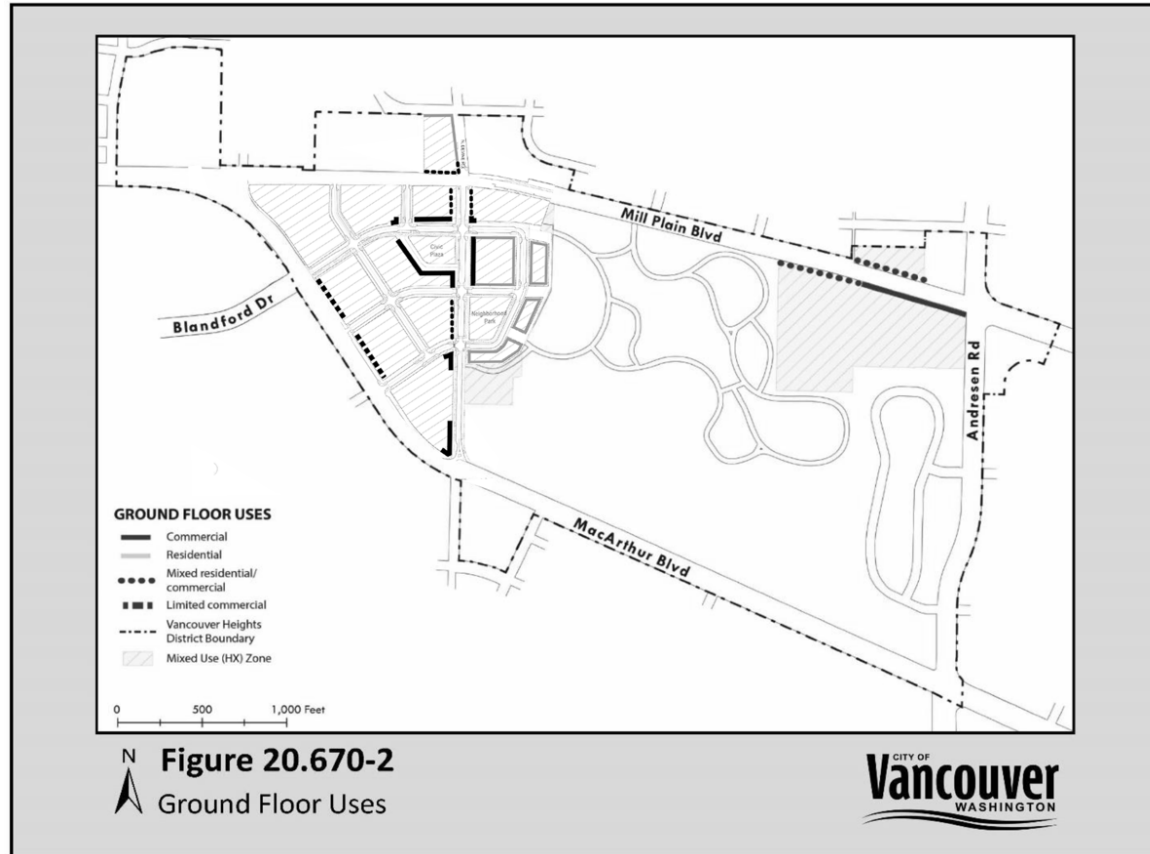 Mill Plain Blvd
Civic
Plaza
Blandford Dr
Neighborhood
Park
Andresen Rd
MacArthur Blvd
GROUND FLOOR USES
Commercial
Residential
Mixed residential/
commercial
Limited commercial
Vancouver Heights
District Boundary
Mixed Use (HX) Zone
0 500 1,000 Feet
N
Figure 20.670-2
Ground Floor Uses
CITY OF
Vancouver
WASHINGTON